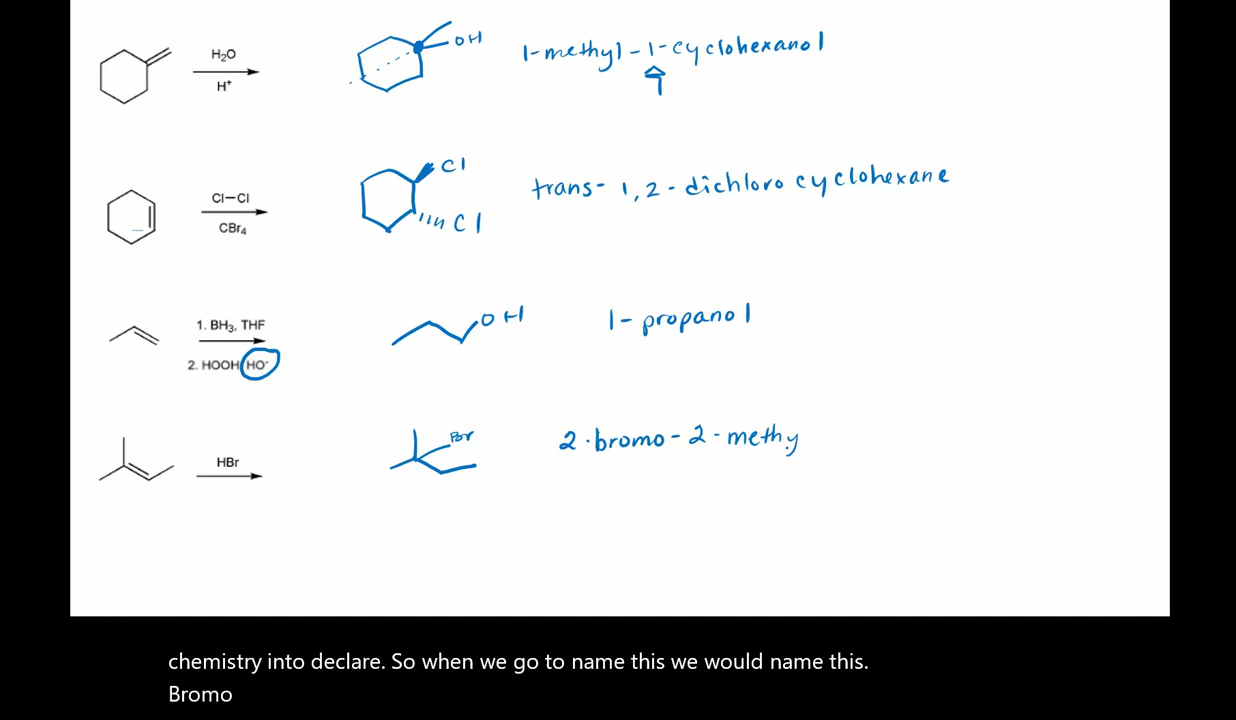 H₂O
H⁺
OH
1-methyl-1-cyclohexanol
Cl-Cl
CBr₄
Cl
Cl
trans-1,2-dichlorocyclohexane
1. BH₃, THF
2. HOOH HO⁻
OH
1-propanol
HBr
Br
2-bromo-2-methy
chemistry into declare. So when we go to name this we would name this.
Bromo